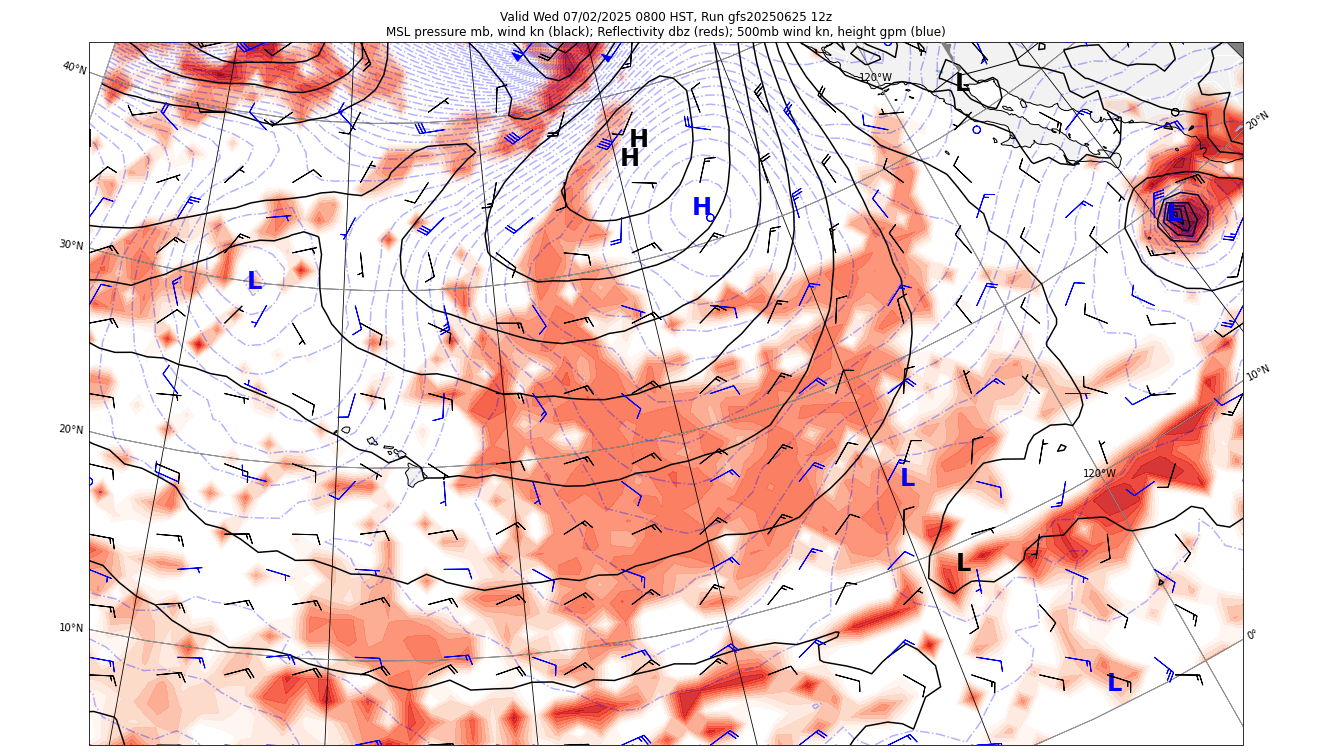 Valid Wed 07/02/2025 0800 HST, Run gfs20250625 12z
MSL pressure mb, wind kn (black); Reflectivity dbz (reds); 500mb wind kn, height gpm (blue)
40°N
120°W
L
20°N
H
H
H
L
30°N
L
10°N
20°N
L
120°W
L
10°N
0°
L